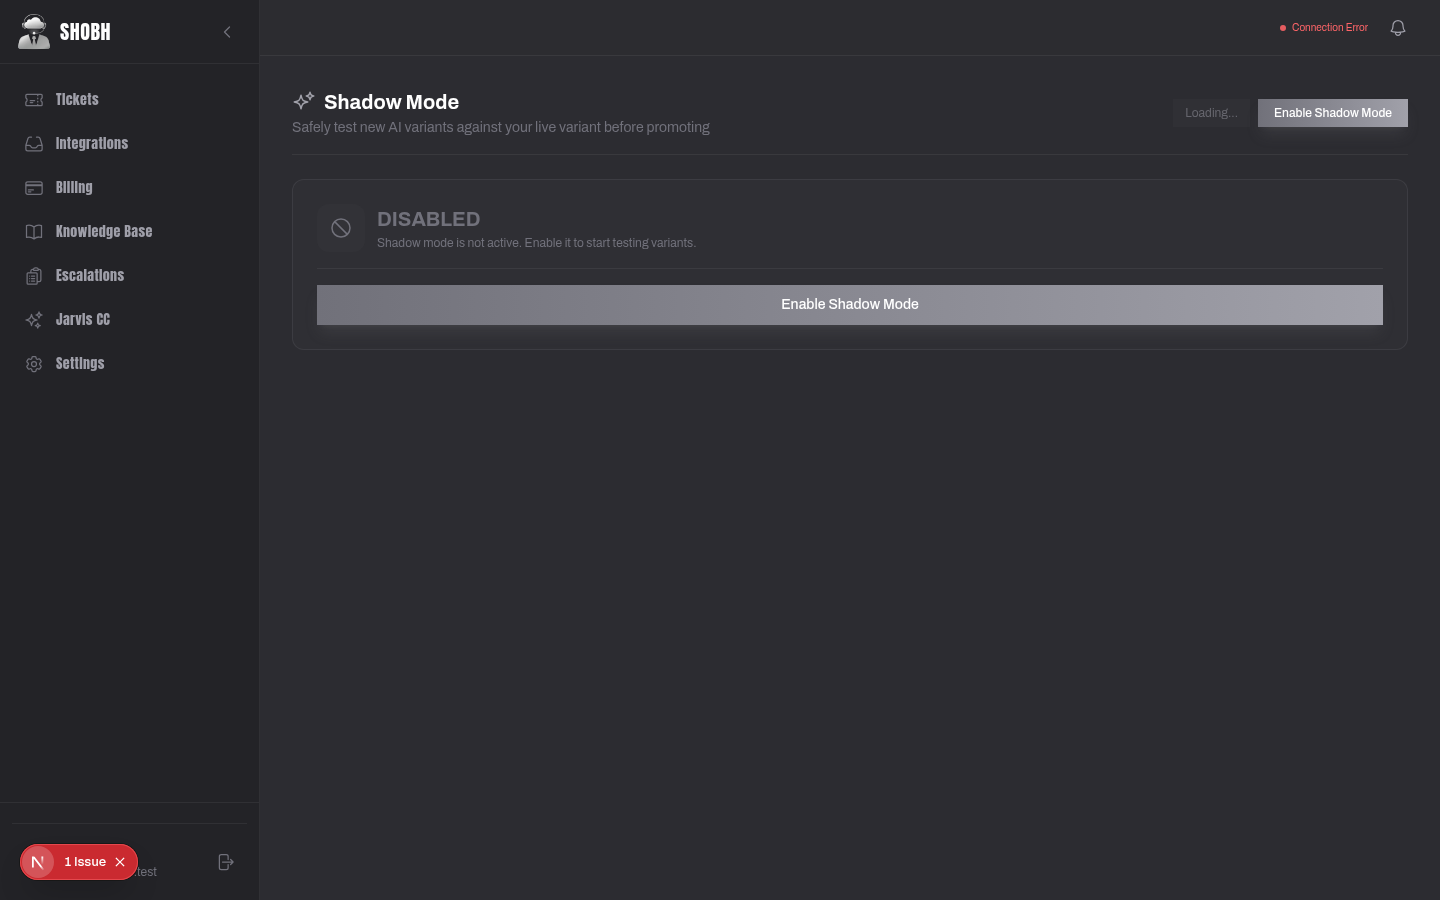 SHOBH
Connection Error
Tickets
Integrations
Billing
Knowledge Base
Escalations
Jarvis CC
Settings
Shadow Mode
Safely test new AI variants against your live variant before promoting
Loading...
Enable Shadow Mode
DISABLED
Shadow mode is not active. Enable it to start testing variants.
Enable Shadow Mode
1 Issue
.test